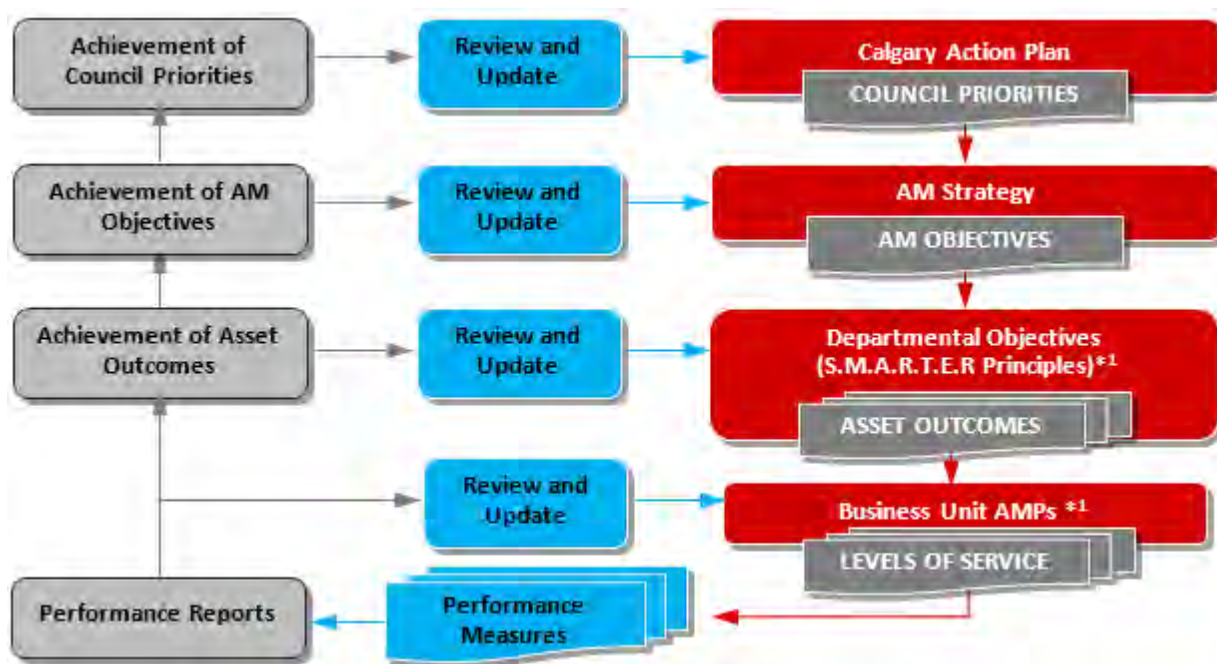 Achievement of
Council Priorities
Review and
Update
Calgary Action Plan
COUNCIL PRIORITIES
Achievement of AM
Objectives
Review and
Update
AM Strategy
AM OBJECTIVES
Achievement of Asset
Outcomes
Review and
Update
Departmental Objectives
(S.M.A.R.T.E.R Principles)*1
ASSET OUTCOMES
Review and
Update
Business Unit AMPs *1
LEVELS OF SERVICE
Performance Reports
Performance
Measures